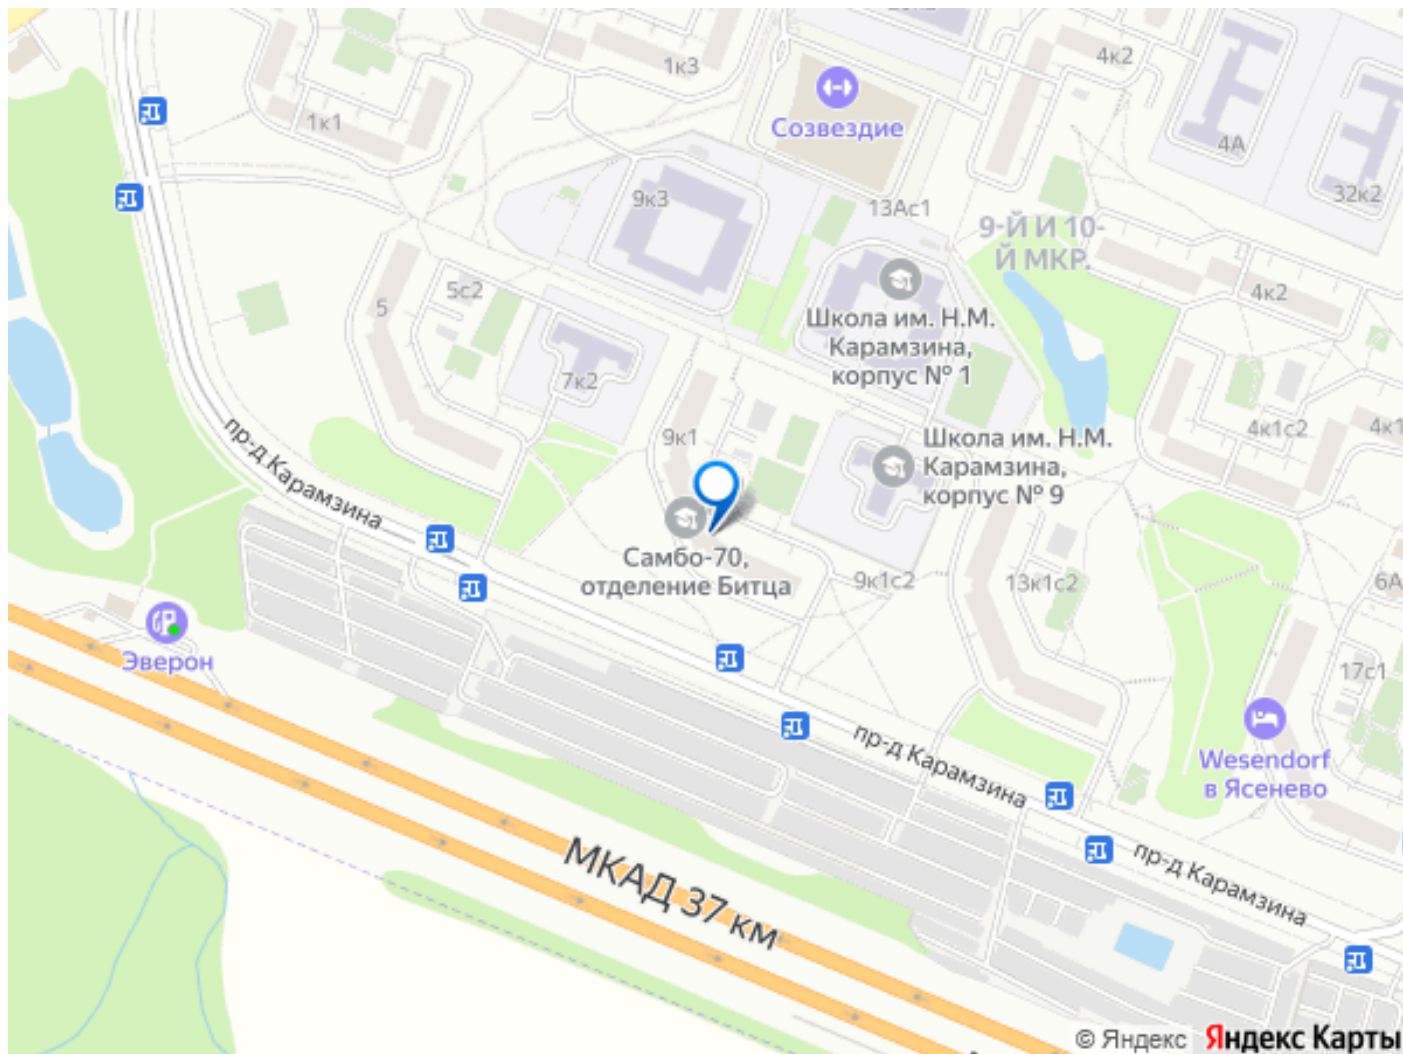 1к3
4к2
Созвездие
1к1
4А
32к2
9к3
13Ас1
9-Й И 10-
Й МКР.
5с2
5
4к2
Школа им. Н.М.
Карамзина,
корпус № 1
7к2
9к1
4к1с2
4к1
Школа им. Н.М.
Карамзина,
корпус № 9
пр-д Карамзина
Самбо-70,
отделение Битца
9к1с2
13к1с2
6А
Эверон
17с1
пр-д Карамзина
Wesendorf
в Ясенево
МКАД 37 км
пр-д Карамзина
© Яндекс Яндекс Карты